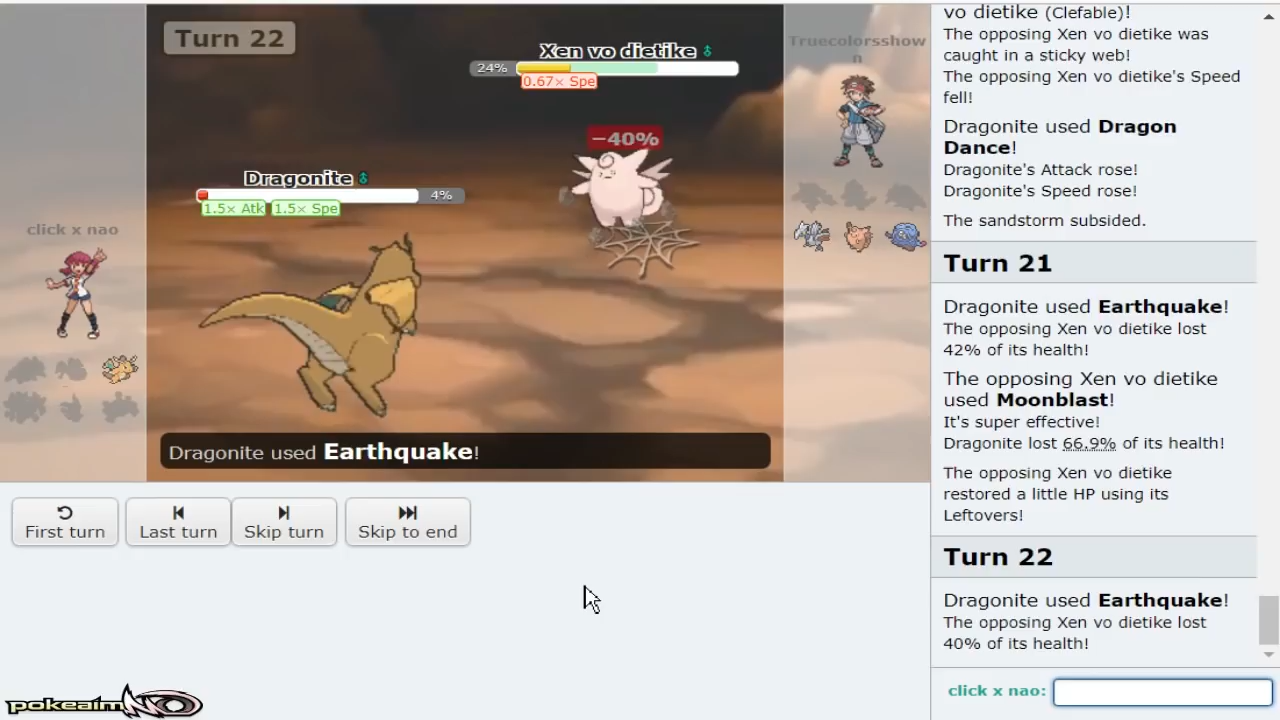 Turn 22
Xen vo dietike
24%
0.67× Spe
−40%
Dragonite
4%
1.5× Atk 1.5× Spe
click x nao
Truecolorsshow
n
Dragonite used Earthquake!
First turn
Last turn
Skip turn
Skip to end
pokeaimNO
vo dietike (Clefable)!
The opposing Xen vo dietike was
caught in a sticky web!
The opposing Xen vo dietike's Speed
fell!
Dragonite used Dragon
Dance!
Dragonite's Attack rose!
Dragonite's Speed rose!
The sandstorm subsided.
Turn 21
Dragonite used Earthquake!
The opposing Xen vo dietike lost
42% of its health!
The opposing Xen vo dietike
used Moonblast!
It's super effective!
Dragonite lost 66.9% of its health!
The opposing Xen vo dietike
restored a little HP using its
Leftovers!
Turn 22
Dragonite used Earthquake!
The opposing Xen vo dietike lost
40% of its health!
click x nao: